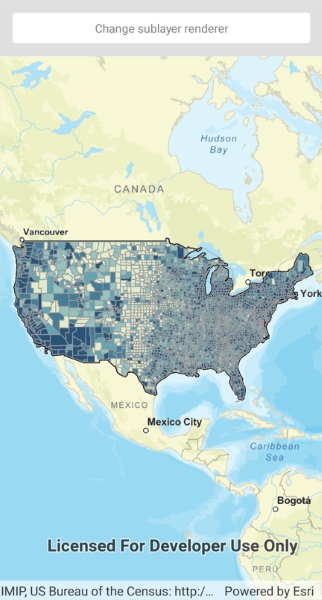 Change sublayer renderer
Hudson
Bay
CANADA
Vancouver
Toro
York
MÉXICO
Mexico City
Caribbean
Sea
Bogotá
Licensed For Developer Use Only
PERU
IMIP, US Bureau of the Census: http:/... Powered by Esri